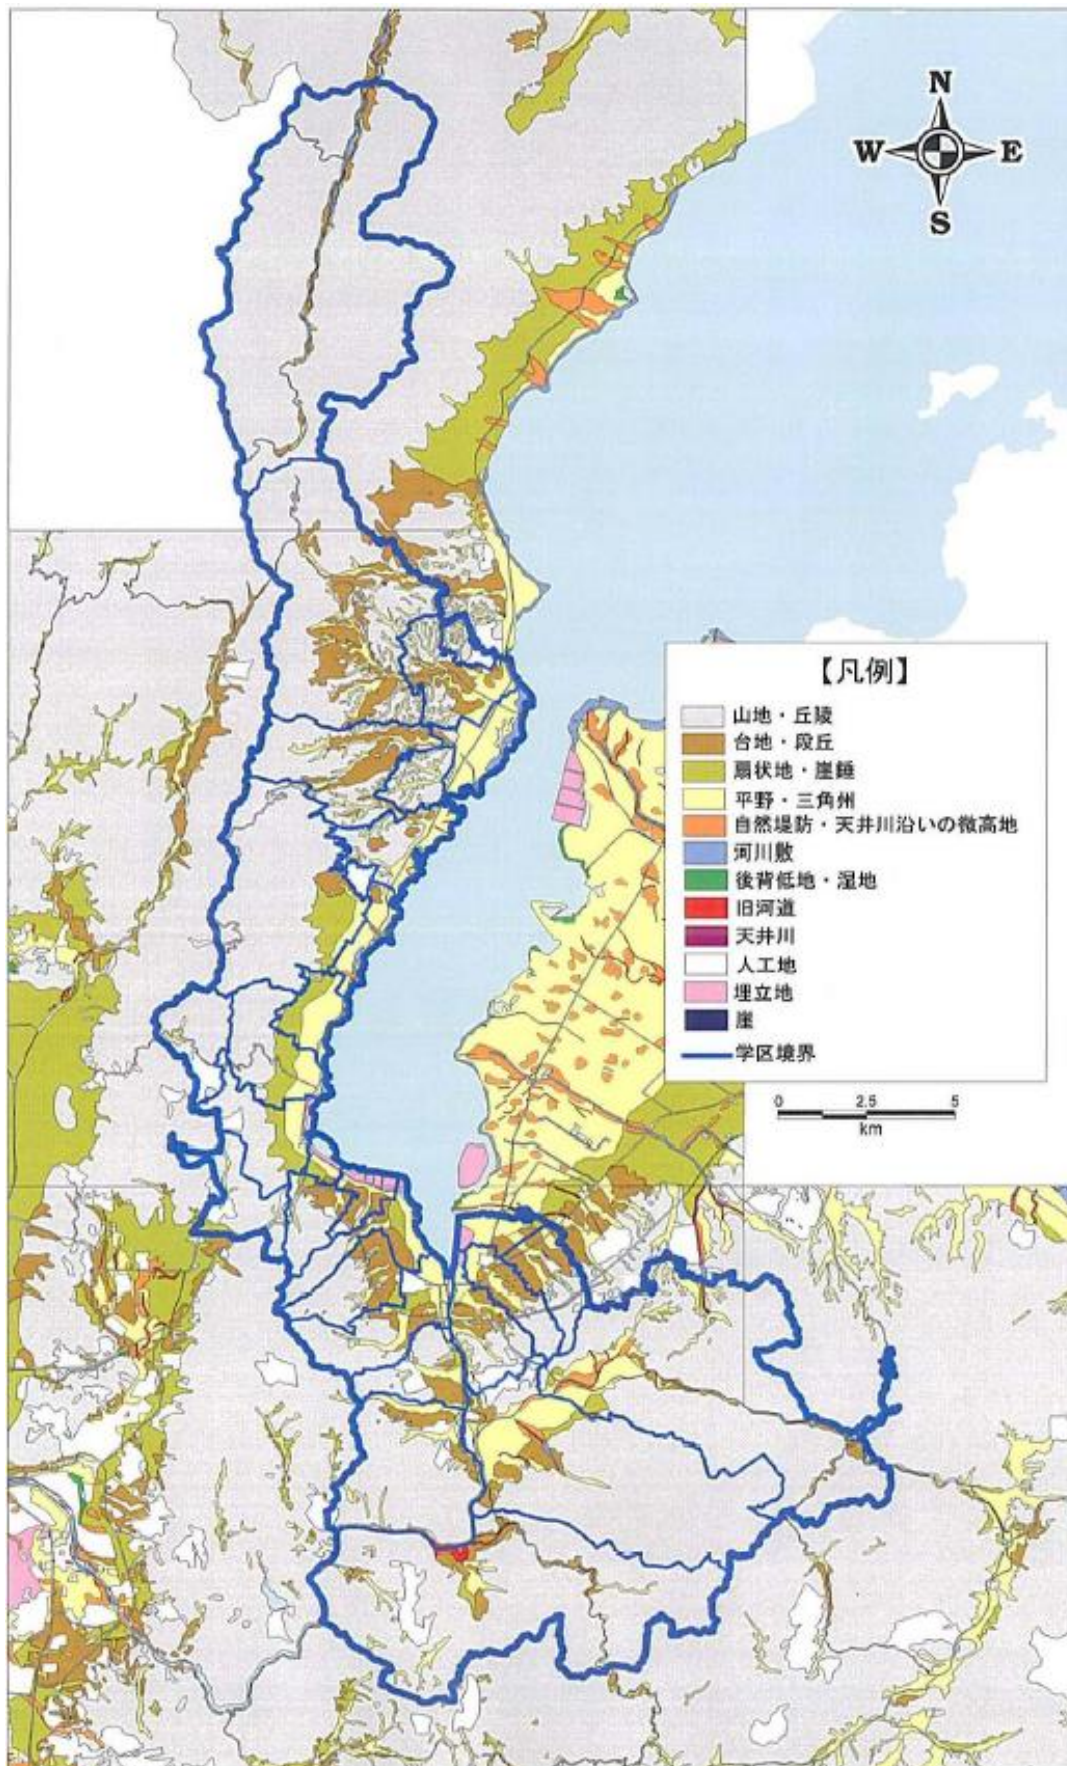 N
W E
S
【凡例】
山地・丘陵
台地・段丘
扇状地・崖錐
平野・三角州
自然堤防・天井川沿いの微高地
河川敷
後背低地・湿地
旧河道
天井川
人工地
埋立地
崖
学区境界
0 2.5 5
km